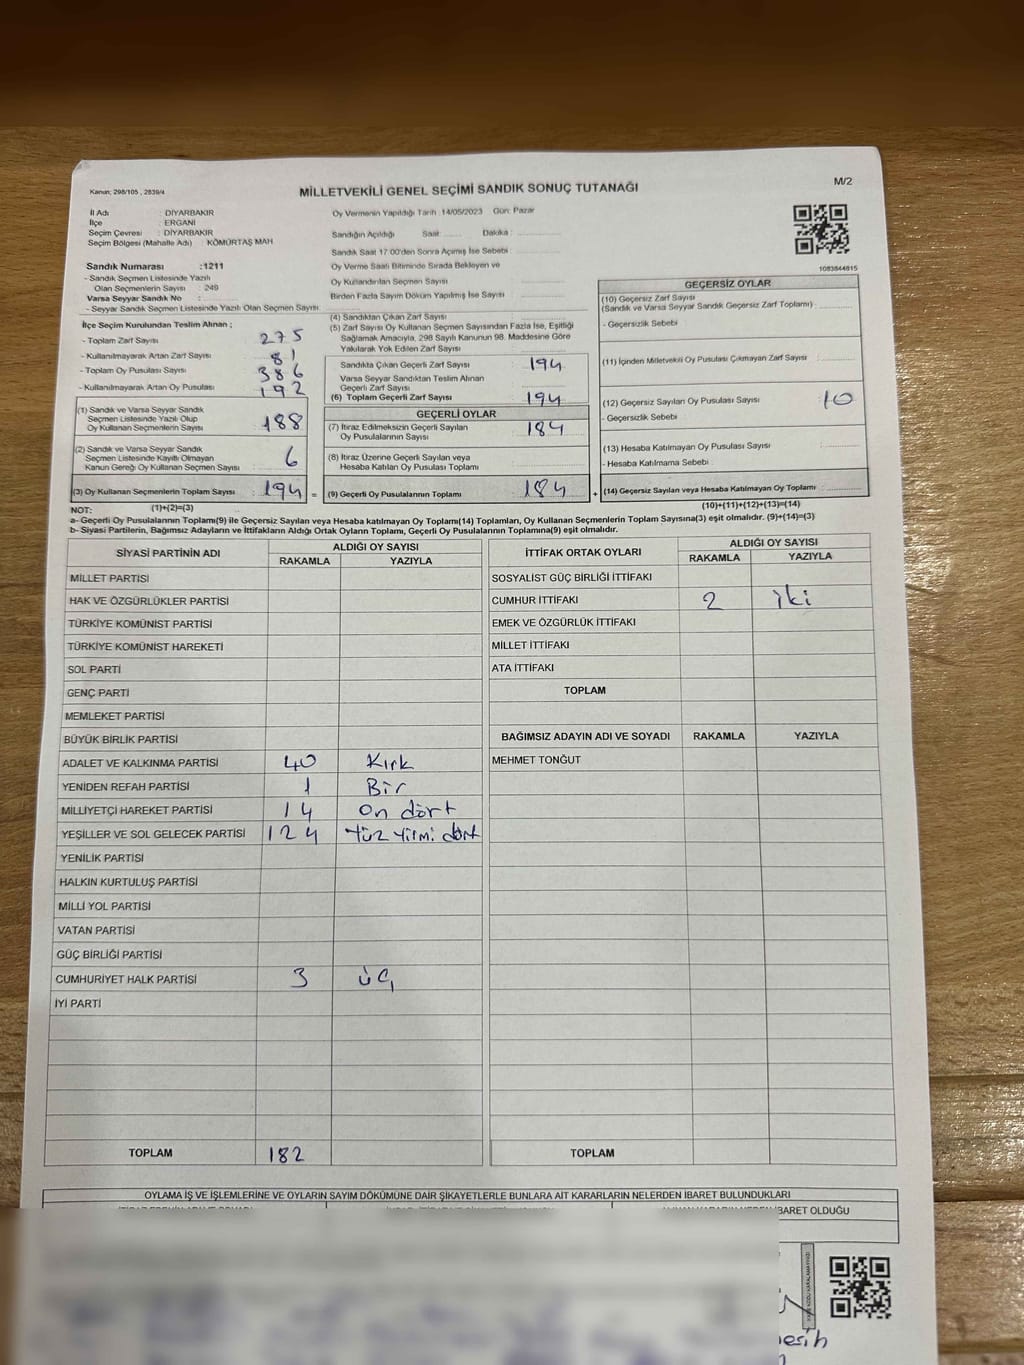 Kanun: 298/105 , 2839/4
MİLLETVEKİLİ GENEL SEÇİMİ SANDIK SONUÇ TUTANAĞI
M/2
İl Adı : DİYARBAKIR
İlçe : ERGANİ
Seçim Çevresi : DİYARBAKIR
Seçim Bölgesi (Mahalle Adı) KÖMÜRTAŞ MAH
Oy Vermenin Yapıldığı Tarih :14/05/2023 Gün: Pazar
Sandığın Açıldığı Saat: Dakika:
Sandık Saat 17:00'den Sonra Açımış İse Sebebi
Oy Verme Saati Bitiminde Sırada Bekleyen ve
Oy Kullandırılan Seçmen Sayısı
Birden Fazla Sayım Döküm Yapılmış İse Sayısı
1083844815
Sandık Numarası :1211
- Sandık Seçmen Listesinde Yazılı
Olan Seçmenlerin Sayısı : 249
Varsa Seyyar Sandık No :
- Seyyar Sandık Seçmen Listesinde Yazılı Olan Seçmen Sayısı:
İlçe Seçim Kurulundan Teslim Alınan ;
- Toplam Zarf Sayısı 275
- Kullanılmayarak Artan Zarf Sayısı 81
- Toplam Oy Pusulası Sayısı 386
- Kullanılmayarak Artan Oy Pusulası 192
(1) Sandık ve Varsa Seyyar Sandık
Seçmen Listesinde Yazılı Olup
Oy Kullanan Seçmenlerin Sayısı 188
(2) Sandık ve Varsa Seyyar Sandık
Seçmen Listesinde Kayıtlı Olmayan
Kanun Gereği Oy Kullanan Seçmen Sayısı 6
(3) Oy Kullanan Seçmenlerin Toplam Sayısı : 194 =
(4) Sandıktan Çıkan Zarf Sayısı
(5) Zarf Sayısı Oy Kullanan Seçmen Sayısından Fazla İse, Eşitliği
Sağlamak Amacıyla, 298 Sayılı Kanunun 98. Maddesine Göre
Yakılarak Yok Edilen Zarf Sayısı
Sandıkta Çıkan Geçerli Zarf Sayısı 194
Varsa Seyyar Sandıktan Teslim Alınan
Geçerli Zarf Sayısı
(6) Toplam Geçerli Zarf Sayısı 194
GEÇERLİ OYLAR
(7) İtiraz Edilmeksizin Geçerli Sayılan
Oy Pusulalarının Sayısı 184
(8) İtiraz Üzerine Geçerli Sayılan veya
Hesaba Katılan Oy Pusulası Toplamı
(9) Geçerli Oy Pusulalarının Toplamı 184 +
GEÇERSİZ OYLAR
(10) Geçersiz Zarf Sayısı
(Sandık ve Varsa Seyyar Sandık Geçersiz Zarf Toplamı) :
- Geçersizlik Sebebi
(11) İçinden Milletvekili Oy Pusulası Çıkmayan Zarf Sayısı
(12) Geçersiz Sayılan Oy Pusulası Sayısı 10
- Geçersizlik Sebebi
(13) Hesaba Katılmayan Oy Pusulası Sayısı
- Hesaba Katılmama Sebebi
(14) Geçersiz Sayılan veya Hesaba Katılmayan Oy Toplamı :
NOT: (1)+(2)=(3) (10)+(11)+(12)+(13)=(14)
a- Geçerli Oy Pusulalarının Toplamı(9) ile Geçersiz Sayılan veya Hesaba katılmayan Oy Toplamı(14) Toplamları, Oy Kullanan Seçmenlerin Toplam Sayısına(3) eşit olmalıdır. (9)+(14)=(3)
b- Siyasi Partilerin, Bağımsız Adayların ve İttifakların Aldığı Ortak Oyların Toplamı, Geçerli Oy Pusulalarının Toplamına(9) eşit olmalıdır.
SİYASİ PARTİNİN ADI ALDIĞI OY SAYISI
RAKAMLA YAZIYLA
MİLLET PARTİSİ
HAK VE ÖZGÜRLÜKLER PARTİSİ
TÜRKİYE KOMÜNİST PARTİSİ
TÜRKİYE KOMÜNİST HAREKETİ
SOL PARTİ
GENÇ PARTİ
MEMLEKET PARTİSİ
BÜYÜK BİRLİK PARTİSİ
ADALET VE KALKINMA PARTİSİ 40 Kırk
YENİDEN REFAH PARTİSİ 1 Bir
MİLLİYETÇİ HAREKET PARTİSİ 14 On dört
YEŞİLLER VE SOL GELECEK PARTİSİ 124 Yüz Yirmi dört
YENİLİK PARTİSİ
HALKIN KURTULUŞ PARTİSİ
MİLLİ YOL PARTİSİ
VATAN PARTİSİ
GÜÇ BİRLİĞİ PARTİSİ
CUMHURİYET HALK PARTİSİ 3 üç
İYİ PARTİ
TOPLAM 182
İTTİFAK ORTAK OYLARI ALDIĞI OY SAYISI
RAKAMLA YAZIYLA
SOSYALİST GÜÇ BİRLİĞİ İTTİFAKI
CUMHUR İTTİFAKI 2 iki
EMEK VE ÖZGÜRLÜK İTTİFAKI
MİLLET İTTİFAKI
ATA İTTİFAKI
TOPLAM
BAĞIMSIZ ADAYIN ADI VE SOYADI RAKAMLA YAZIYLA
MEHMET TONĞUT
TOPLAM
OYLAMA İŞ VE İŞLEMLERİNE VE OYLARIN SAYIM DÖKÜMÜNE DAİR ŞİKAYETLERLE BUNLARA AİT KARARLARIN NELERDEN İBARET BULUNDUKLARI
İBARET OLDUĞU